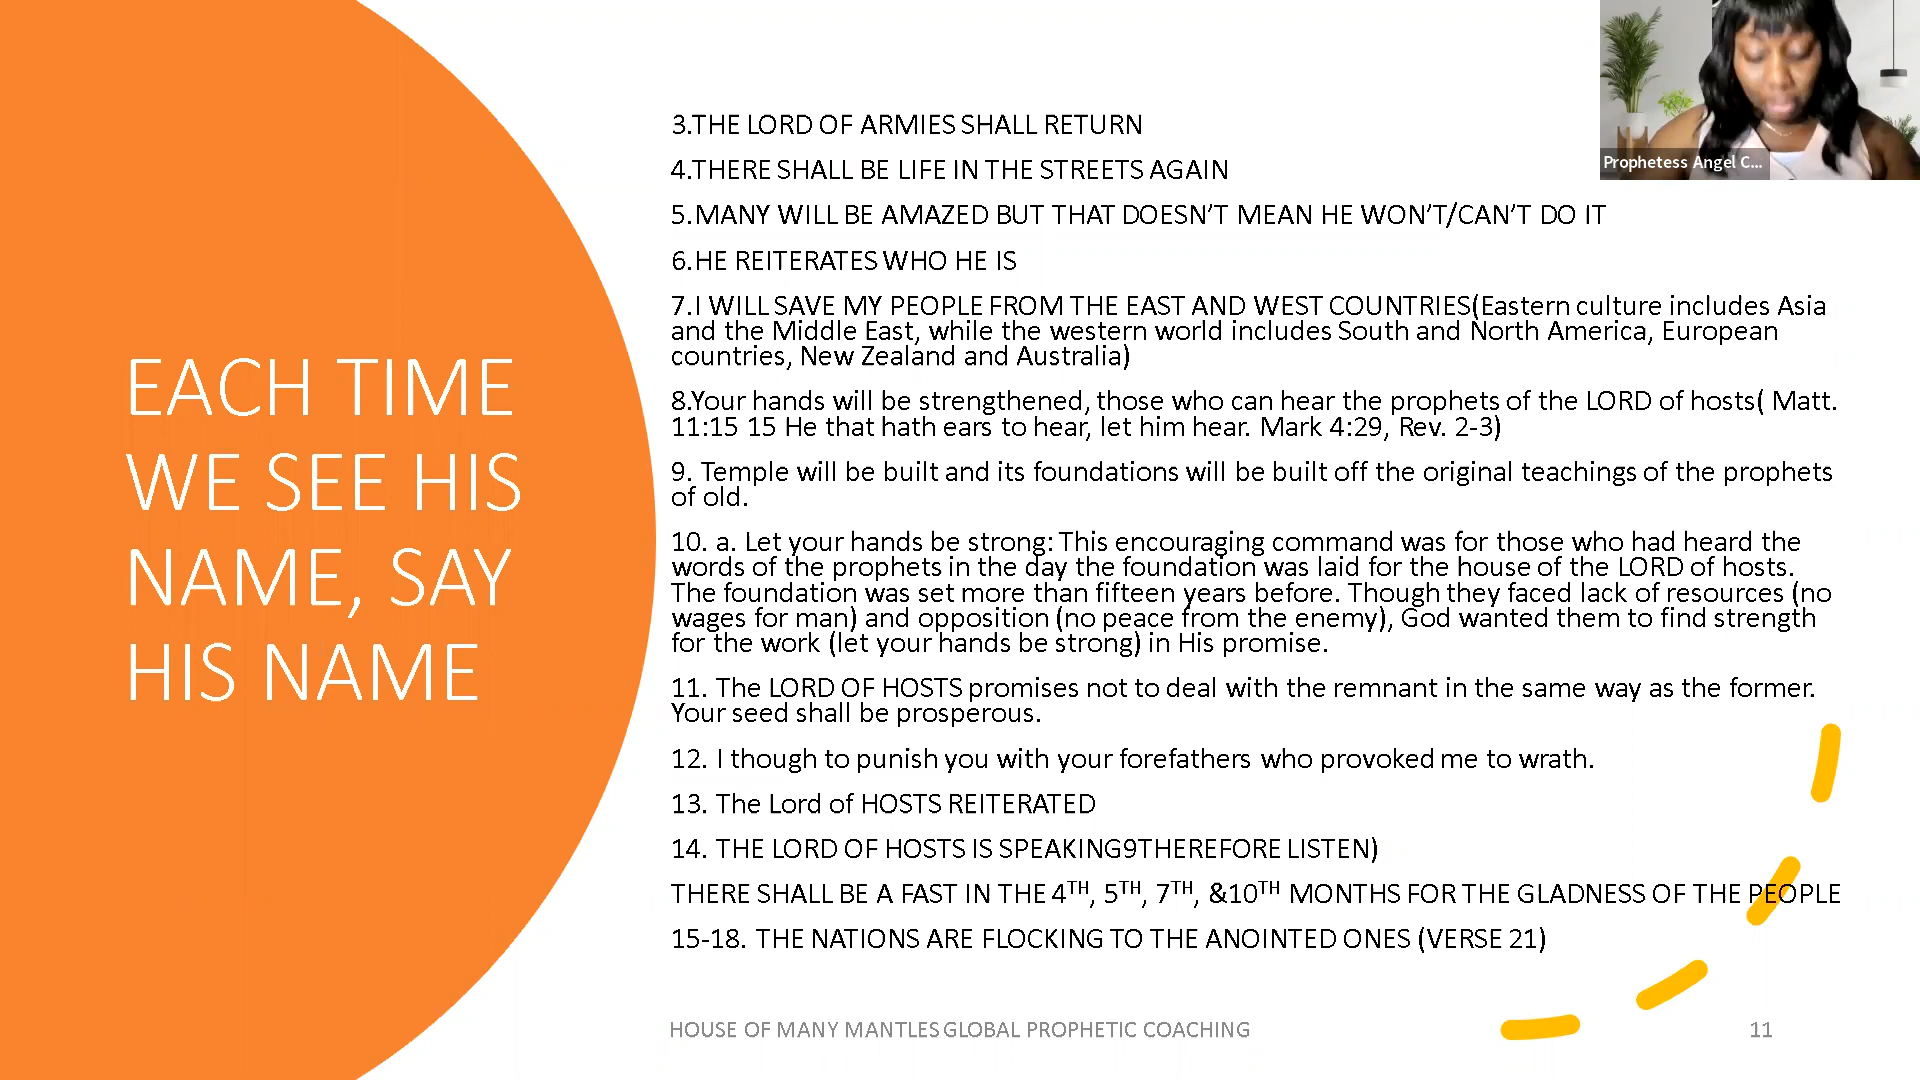 EACH TIME
WE SEE HIS
NAME, SAY
HIS NAME
3.THE LORD OF ARMIES SHALL RETURN
4.THERE SHALL BE LIFE IN THE STREETS AGAIN
5.MANY WILL BE AMAZED BUT THAT DOESN’T MEAN HE WON’T/CAN’T DO IT
6.HE REITERATES WHO HE IS
7.I WILL SAVE MY PEOPLE FROM THE EAST AND WEST COUNTRIES(Eastern culture includes Asia
and the Middle East, while the western world includes South and North America, European
countries, New Zealand and Australia)
8.Your hands will be strengthened, those who can hear the prophets of the LORD of hosts( Matt.
11:15 15 He that hath ears to hear, let him hear. Mark 4:29, Rev. 2-3)
9. Temple will be built and its foundations will be built off the original teachings of the prophets
of old.
10. a. Let your hands be strong: This encouraging command was for those who had heard the
words of the prophets in the day the foundation was laid for the house of the LORD of hosts.
The foundation was set more than fifteen years before. Though they faced lack of resources (no
wages for man) and opposition (no peace from the enemy), God wanted them to find strength
for the work (let your hands be strong) in His promise.
11. The LORD OF HOSTS promises not to deal with the remnant in the same way as the former.
Your seed shall be prosperous.
12. I though to punish you with your forefathers who provoked me to wrath.
13. The Lord of HOSTS REITERATED
14. THE LORD OF HOSTS IS SPEAKING9THEREFORE LISTEN)
THERE SHALL BE A FAST IN THE 4TH, 5TH, 7TH, &10TH MONTHS FOR THE GLADNESS OF THE PEOPLE
15-18. THE NATIONS ARE FLOCKING TO THE ANOINTED ONES (VERSE 21)
HOUSE OF MANY MANTLES GLOBAL PROPHETIC COACHING
11
Prophetess Angel C...